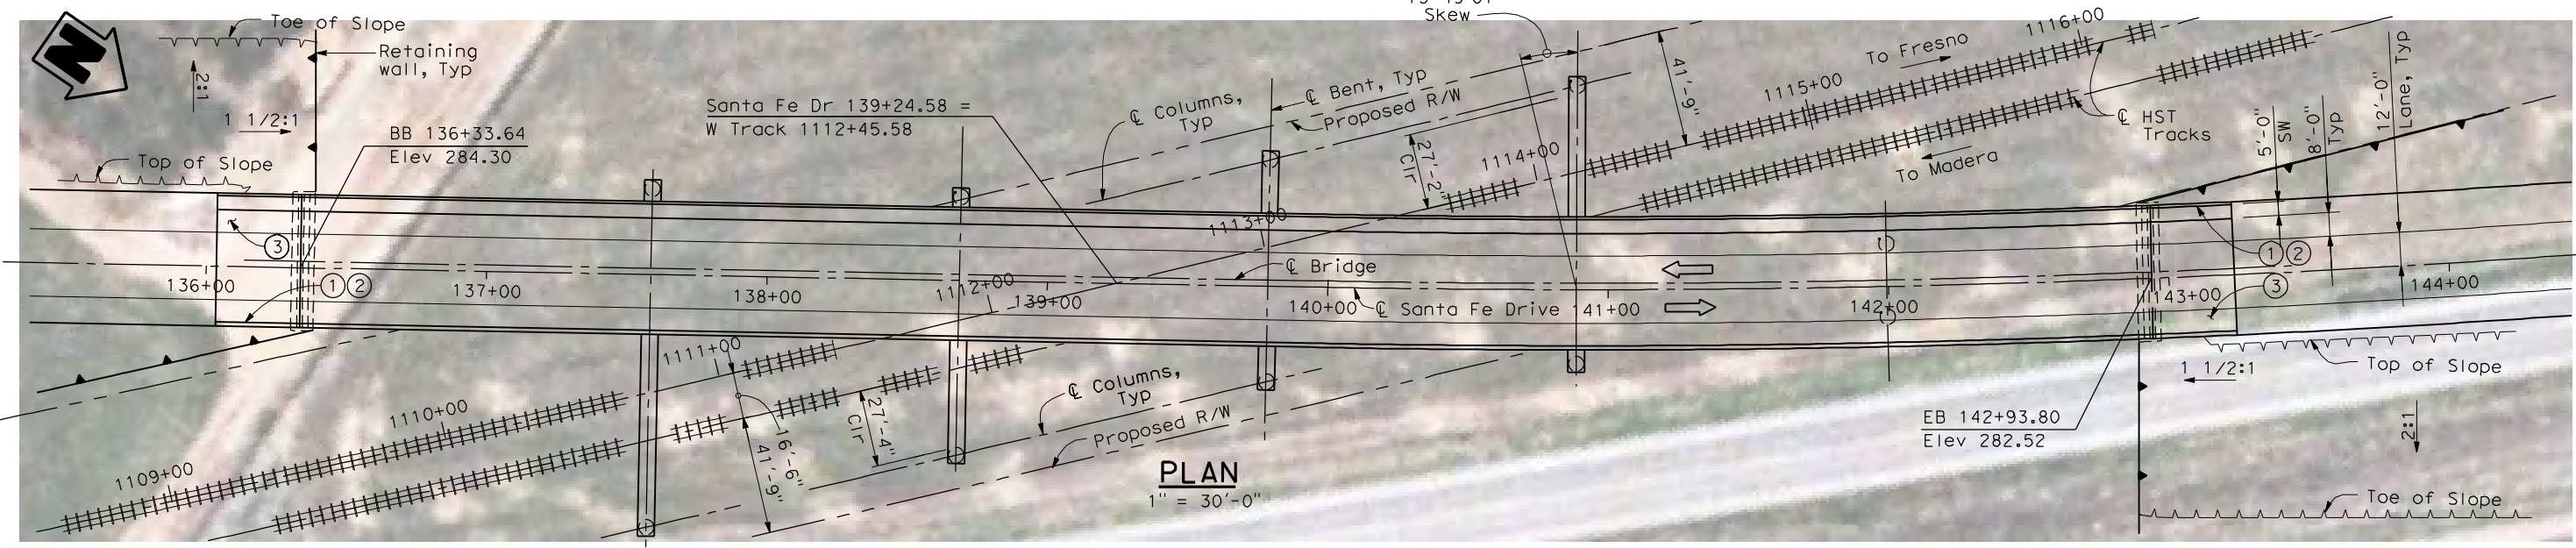 N
Toe of Slope
Retaining
wall, Typ
2:1
1 1/2:1
Top of Slope
BB 136+33.64
Elev 284.30
Santa Fe Dr 139+24.58 =
W Track 1112+45.58
℄ Columns,
Typ
℄ Bent, Typ
Proposed R/W
Skew
41'-9"
27'-2"
Clr
To Fresno
1116+00
1115+00
1114+00
1113+00
1112+00
1111+00
1110+00
1109+00
To Madera
℄ HST
Tracks
5'-0"
SW
8'-0"
Typ
12'-0"
Lane, Typ
3
1 2
℄ Bridge
℄ Santa Fe Drive
136+00
137+00
138+00
139+00
140+00
141+00
142+00
143+00
144+00
1 2
3
16'-6"
41'-9"
27'-4"
Clr
℄ Columns,
Typ
Proposed R/W
EB 142+93.80
Elev 282.52
1 1/2:1
Top of Slope
2:1
Toe of Slope
PLAN
1" = 30'-0"